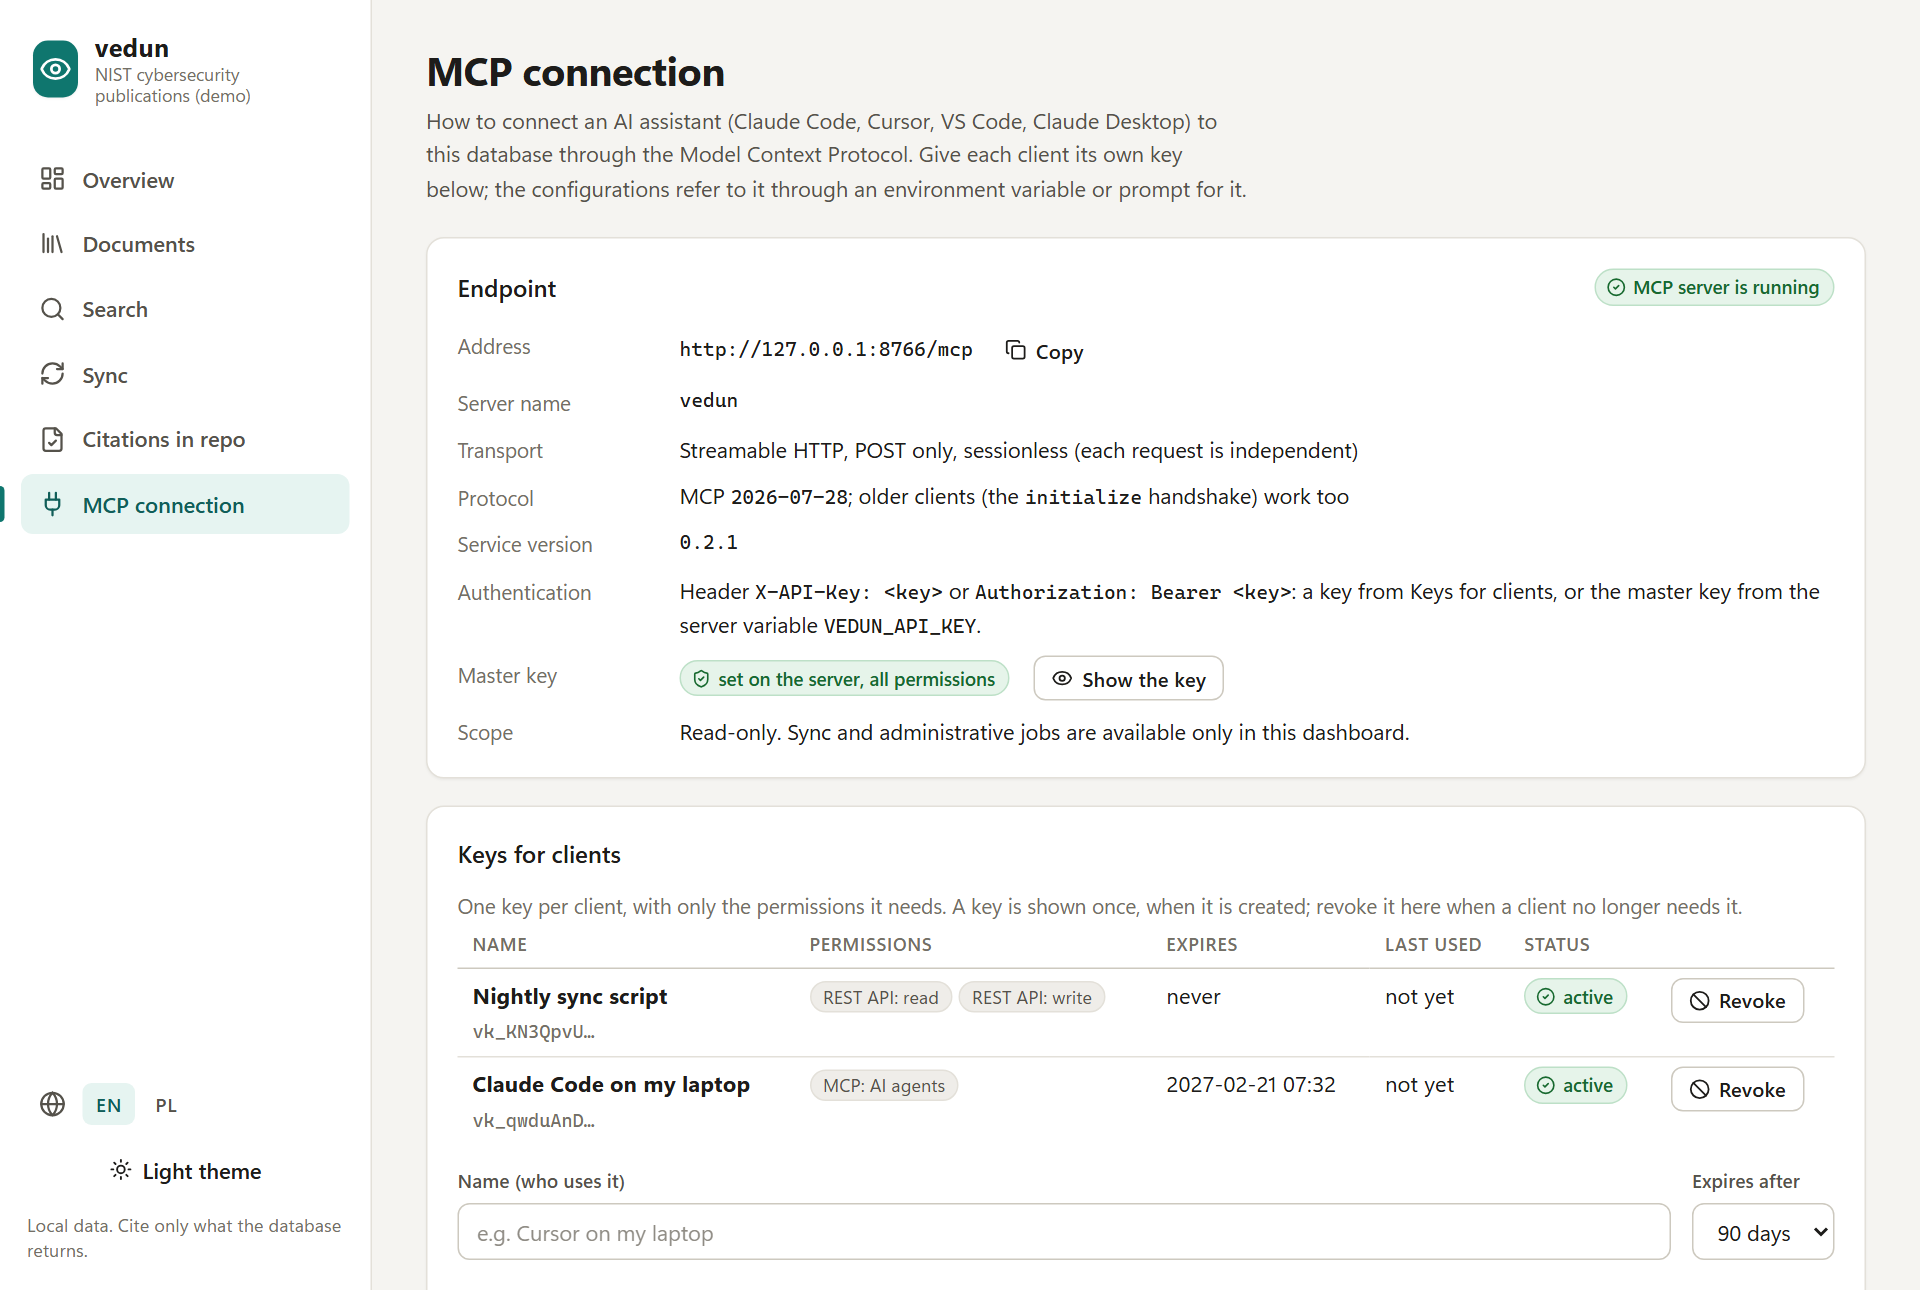 vedun
NIST cybersecurity
publications (demo)
Overview
Documents
Search
Sync
Citations in repo
MCP connection
EN PL
Light theme
Local data. Cite only what the database
returns.
MCP connection
How to connect an AI assistant (Claude Code, Cursor, VS Code, Claude Desktop) to
this database through the Model Context Protocol. Give each client its own key
below; the configurations refer to it through an environment variable or prompt for it.
Endpoint
MCP server is running
Address http://127.0.0.1:8766/mcp Copy
Server name vedun
Transport Streamable HTTP, POST only, sessionless (each request is independent)
Protocol MCP 2026-07-28; older clients (the initialize handshake) work too
Service version 0.2.1
Authentication Header X-API-Key: <key> or Authorization: Bearer <key>: a key from Keys for clients, or the master key from the
server variable VEDUN_API_KEY.
Master key set on the server, all permissions Show the key
Scope Read-only. Sync and administrative jobs are available only in this dashboard.
Keys for clients
One key per client, with only the permissions it needs. A key is shown once, when it is created; revoke it here when a client no longer needs it.
NAME PERMISSIONS EXPIRES LAST USED STATUS
Nightly sync script REST API: read REST API: write never not yet active Revoke
vk_KN3QpvU…
Claude Code on my laptop MCP: AI agents 2027-02-21 07:32 not yet active Revoke
vk_qwduAnD…
Name (who uses it) Expires after
e.g. Cursor on my laptop 90 days